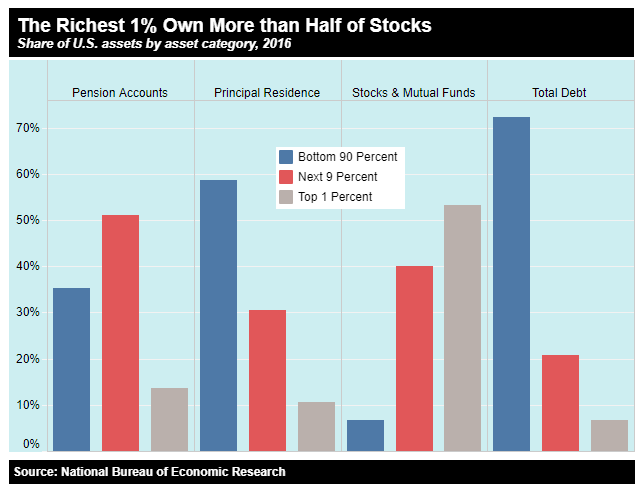 The Richest 1% Own More than Half of Stocks
Share of U.S. assets by asset category, 2016
Pension Accounts
Principal Residence
Stocks & Mutual Funds
Total Debt
Bottom 90 Percent
Next 9 Percent
Top 1 Percent
70%
60%
50%
40%
30%
20%
10%
0%
Source: National Bureau of Economic Research